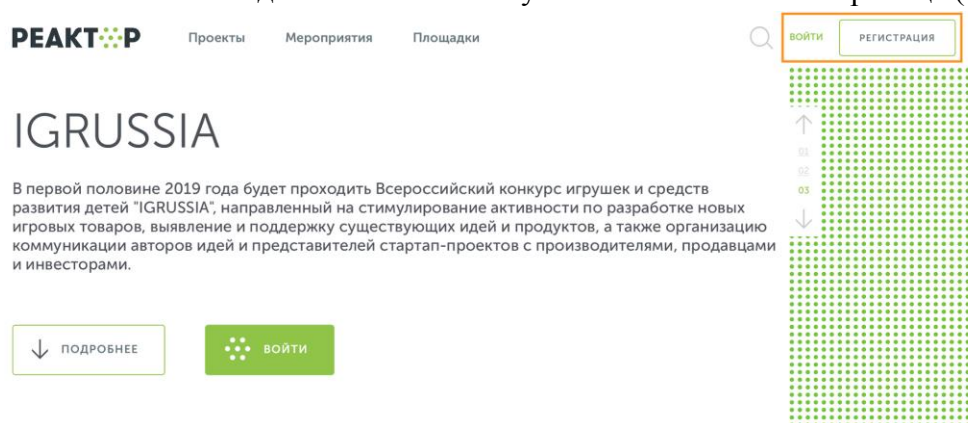 РЕАКТОР
Проекты Мероприятия Площадки
ВОЙТИ РЕГИСТРАЦИЯ
IGRUSSIA
В первой половине 2019 года будет проходить Всероссийский конкурс игрушек и средств
развития детей "IGRUSSIA", направленный на стимулирование активности по разработке новых
игровых товаров, выявление и поддержку существующих идей и продуктов, а также организацию
коммуникации авторов идей и представителей стартап-проектов с производителями, продавцами
и инвесторами.
01
02
03
ПОДРОБНЕЕ ВОЙТИ